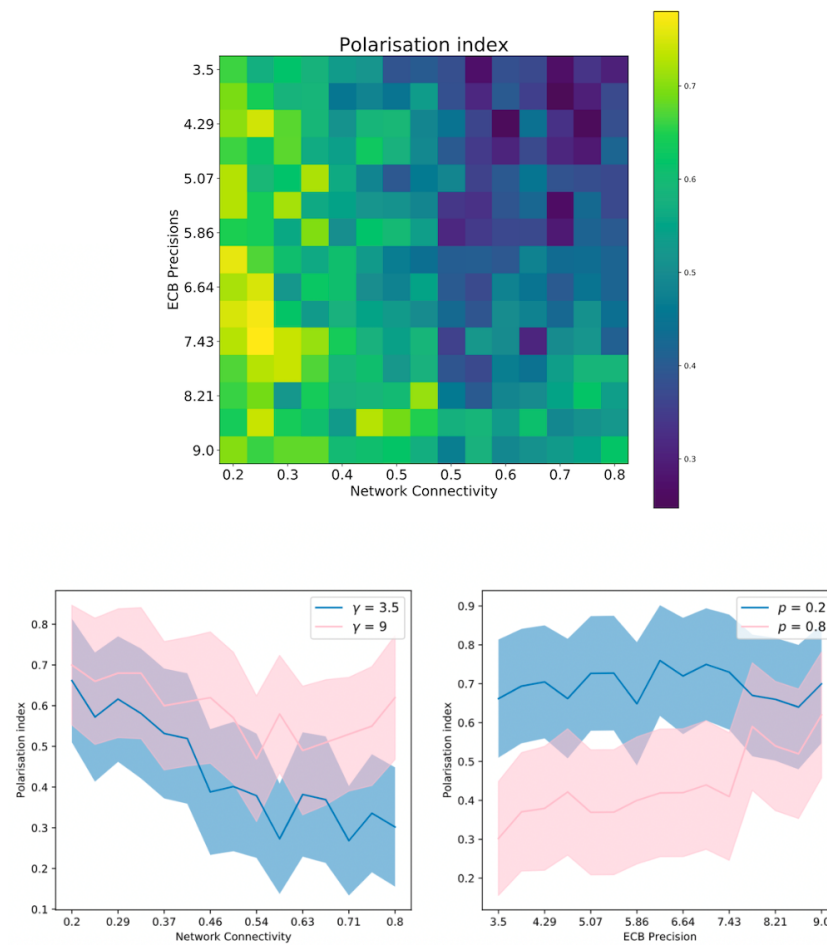 Polarisation index
3.5
4.29
5.07
5.86
6.64
7.43
8.21
9.0
ECB Precisions
0.2 0.3 0.4 0.5 0.5 0.6 0.7 0.8
Network Connectivity
0.7
0.6
0.5
0.4
0.3
γ = 3.5
γ = 9
0.8
0.7
0.6
0.5
0.4
0.3
0.2
0.1
Polarisation index
0.2 0.29 0.37 0.46 0.54 0.63 0.71 0.8
Network Connectivity
p = 0.2
p = 0.8
0.9
0.8
0.7
0.6
0.5
0.4
0.3
0.2
Polarisation index
3.5 4.29 5.07 5.86 6.64 7.43 8.21 9.0
ECB Precision